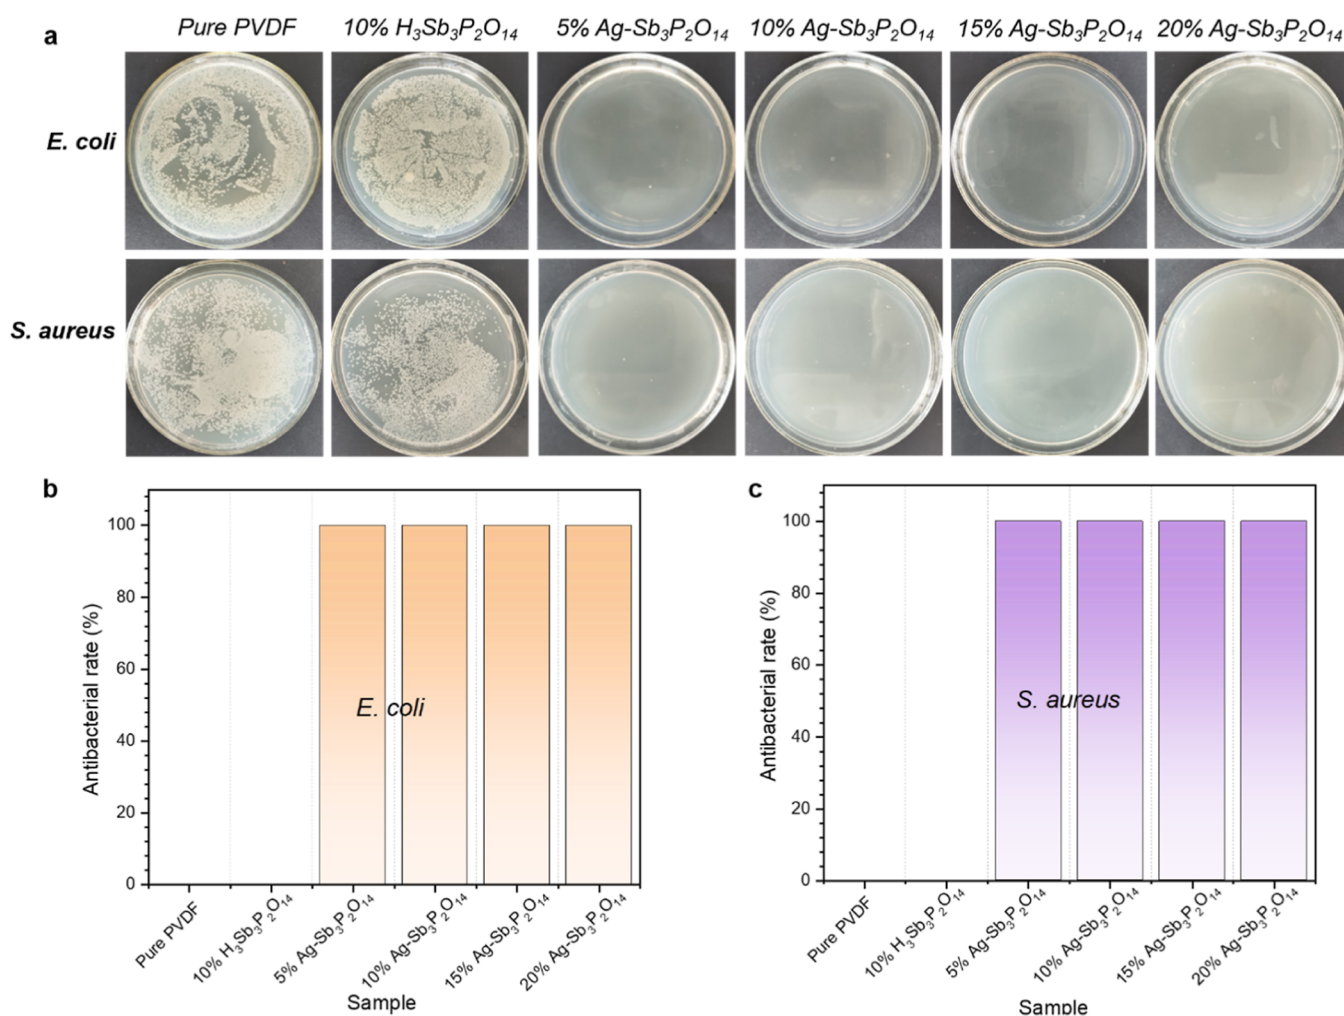 a
Pure PVDF
10% H₃Sb₃P₂O₁₄
5% Ag-Sb₃P₂O₁₄
10% Ag-Sb₃P₂O₁₄
15% Ag-Sb₃P₂O₁₄
20% Ag-Sb₃P₂O₁₄
E. coli
S. aureus
b
Antibacterial rate (%)
100
80
60
40
20
0
E. coli
Pure PVDF
10% H₃Sb₃P₂O₁₄
5% Ag-Sb₃P₂O₁₄
10% Ag-Sb₃P₂O₁₄
15% Ag-Sb₃P₂O₁₄
20% Ag-Sb₃P₂O₁₄
Sample
c
Antibacterial rate (%)
100
80
60
40
20
0
S. aureus
Pure PVDF
10% H₃Sb₃P₂O₁₄
5% Ag-Sb₃P₂O₁₄
10% Ag-Sb₃P₂O₁₄
15% Ag-Sb₃P₂O₁₄
20% Ag-Sb₃P₂O₁₄
Sample